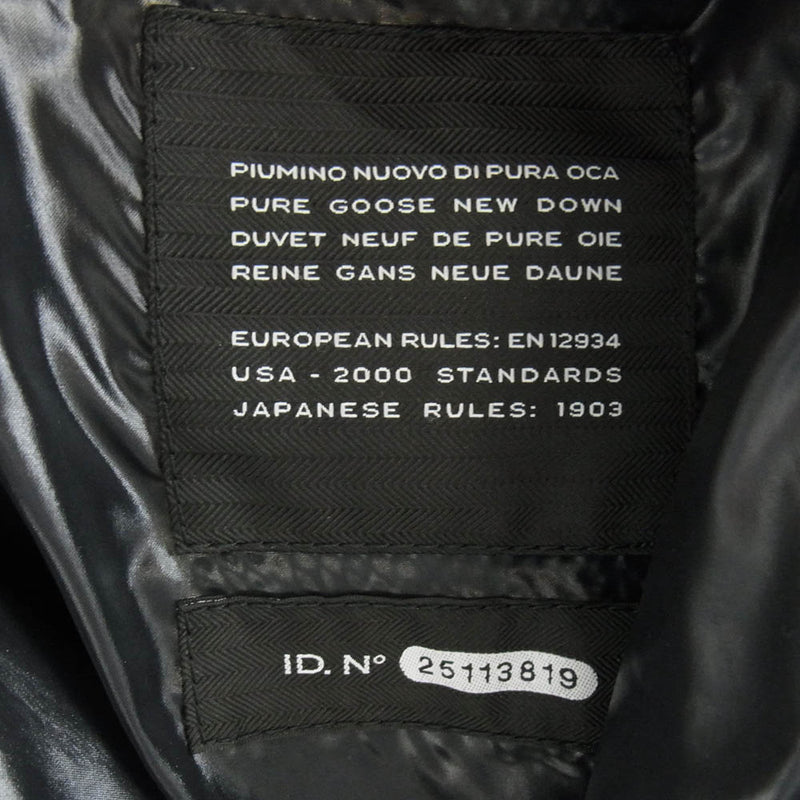 PIUMINO NUOVO DI PURA OCA
PURE GOOSE NEW DOWN
DUVET NEUF DE PURE OIE
REINE GANS NEUE DAUNE
EUROPEAN RULES: EN 12934
USA - 2000 STANDARDS
JAPANESE RULES: 1903
ID. Nº 25113819